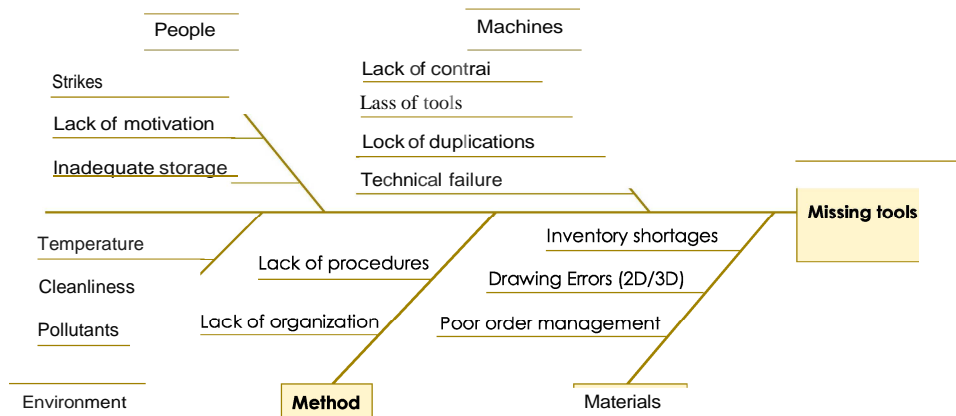 People
Machines
Strikes
Lack of motivation
Inadequate storage
Lack of contrai
Lass of tools
Lock of duplications
Technical failure
Missing tools
Temperature
Cleanliness
Pollutants
Lack of procedures
Lack of organization
Inventory shortages
Drawing Errors (2D/3D)
Poor order management
Environment
Method
Materials